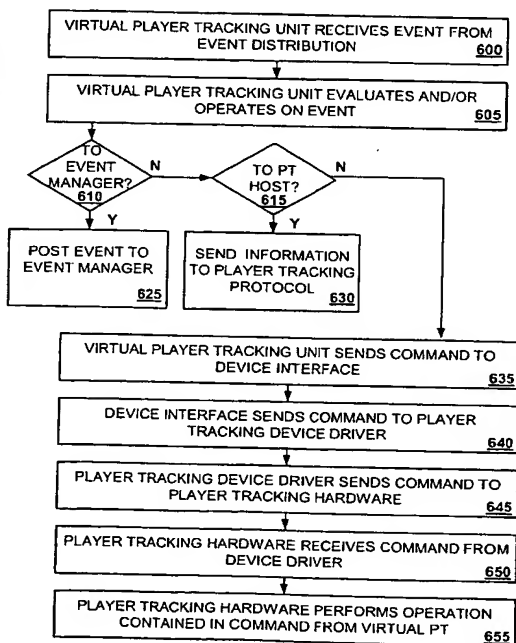 VIRTUAL PLAYER TRACKING UNIT RECEIVES EVENT FROM
EVENT DISTRIBUTION 600
VIRTUAL PLAYER TRACKING UNIT EVALUATES AND/OR
OPERATES ON EVENT 605
TO
EVENT
MANAGER?
610
N
Y
TO PT
HOST?
615
N
Y
POST EVENT TO
EVENT MANAGER
625
SEND INFORMATION
TO PLAYER TRACKING
PROTOCOL 630
VIRTUAL PLAYER TRACKING UNIT SENDS COMMAND TO
DEVICE INTERFACE 635
DEVICE INTERFACE SENDS COMMAND TO PLAYER
TRACKING DEVICE DRIVER 640
PLAYER TRACKING DEVICE DRIVER SENDS COMMAND TO
PLAYER TRACKING HARDWARE 645
PLAYER TRACKING HARDWARE RECEIVES COMMAND FROM
DEVICE DRIVER 650
PLAYER TRACKING HARDWARE PERFORMS OPERATION
CONTAINED IN COMMAND FROM VIRTUAL PT 655